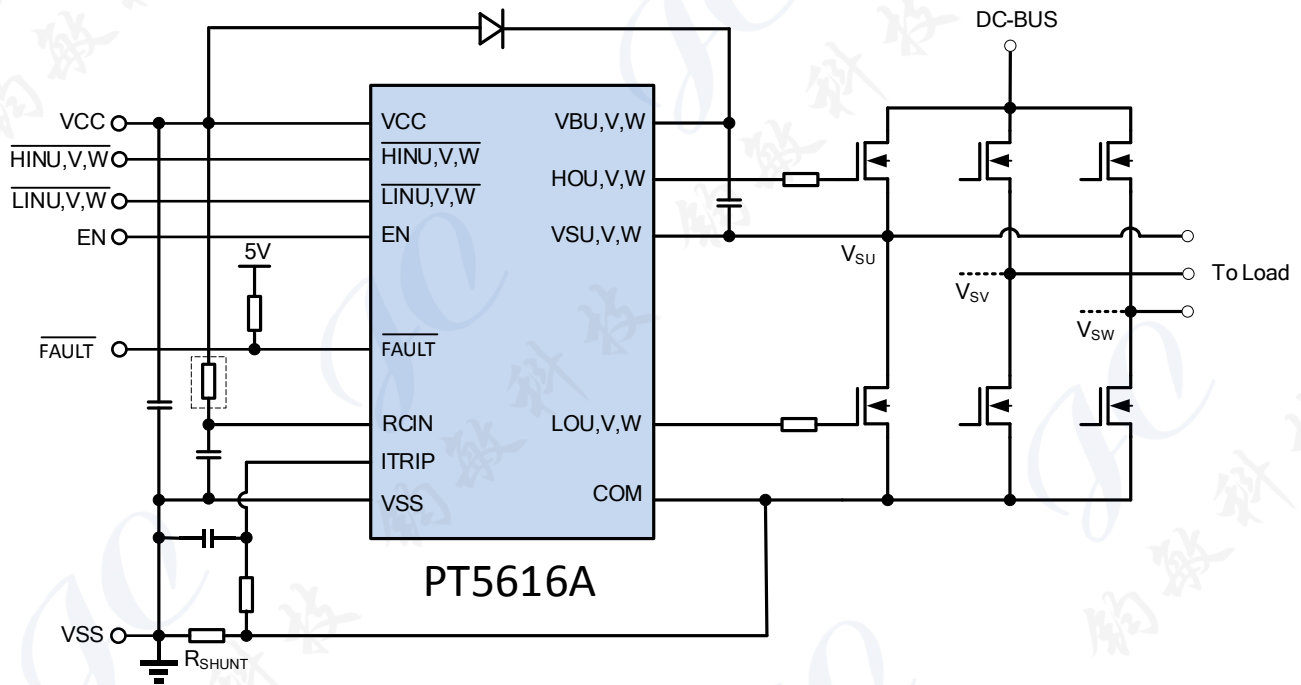 DC-BUS
VCC
VCC
VBU,V,W
HINU,V,W
HINU,V,W
HOU,V,W
LINU,V,W
LINU,V,W
EN
EN
VSU,V,W
5V
VSU
VSV
To Load
VSW
FAULT
FAULT
RCIN
LOU,V,W
ITRIP
VSS
COM
PT5616A
VSS
RSHUNT